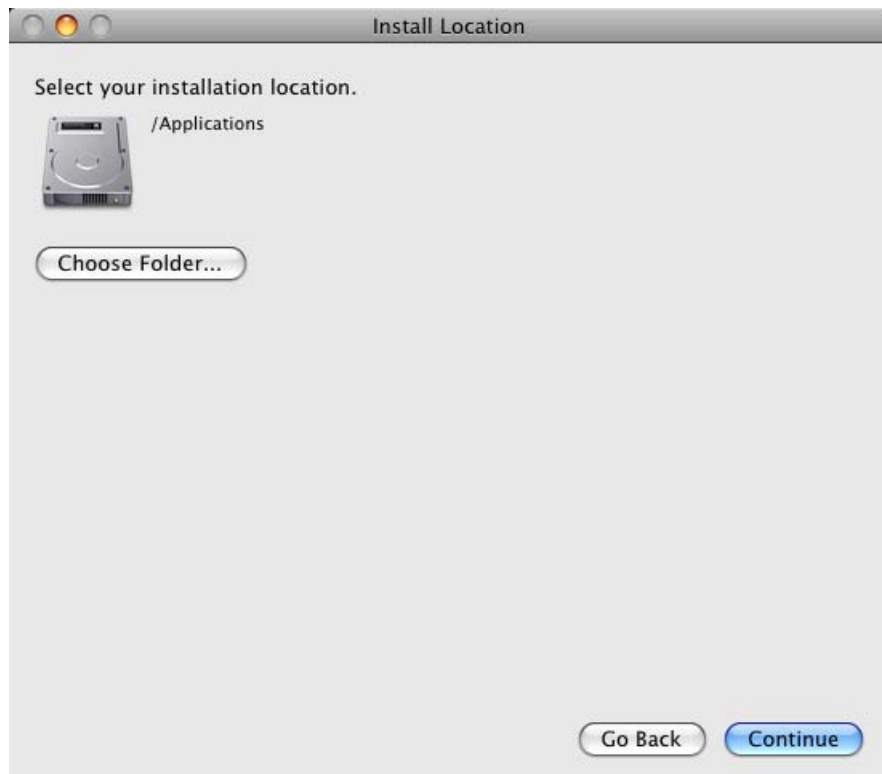 Install Location
Select your installation location.
/Applications
Choose Folder...
Go Back
Continue